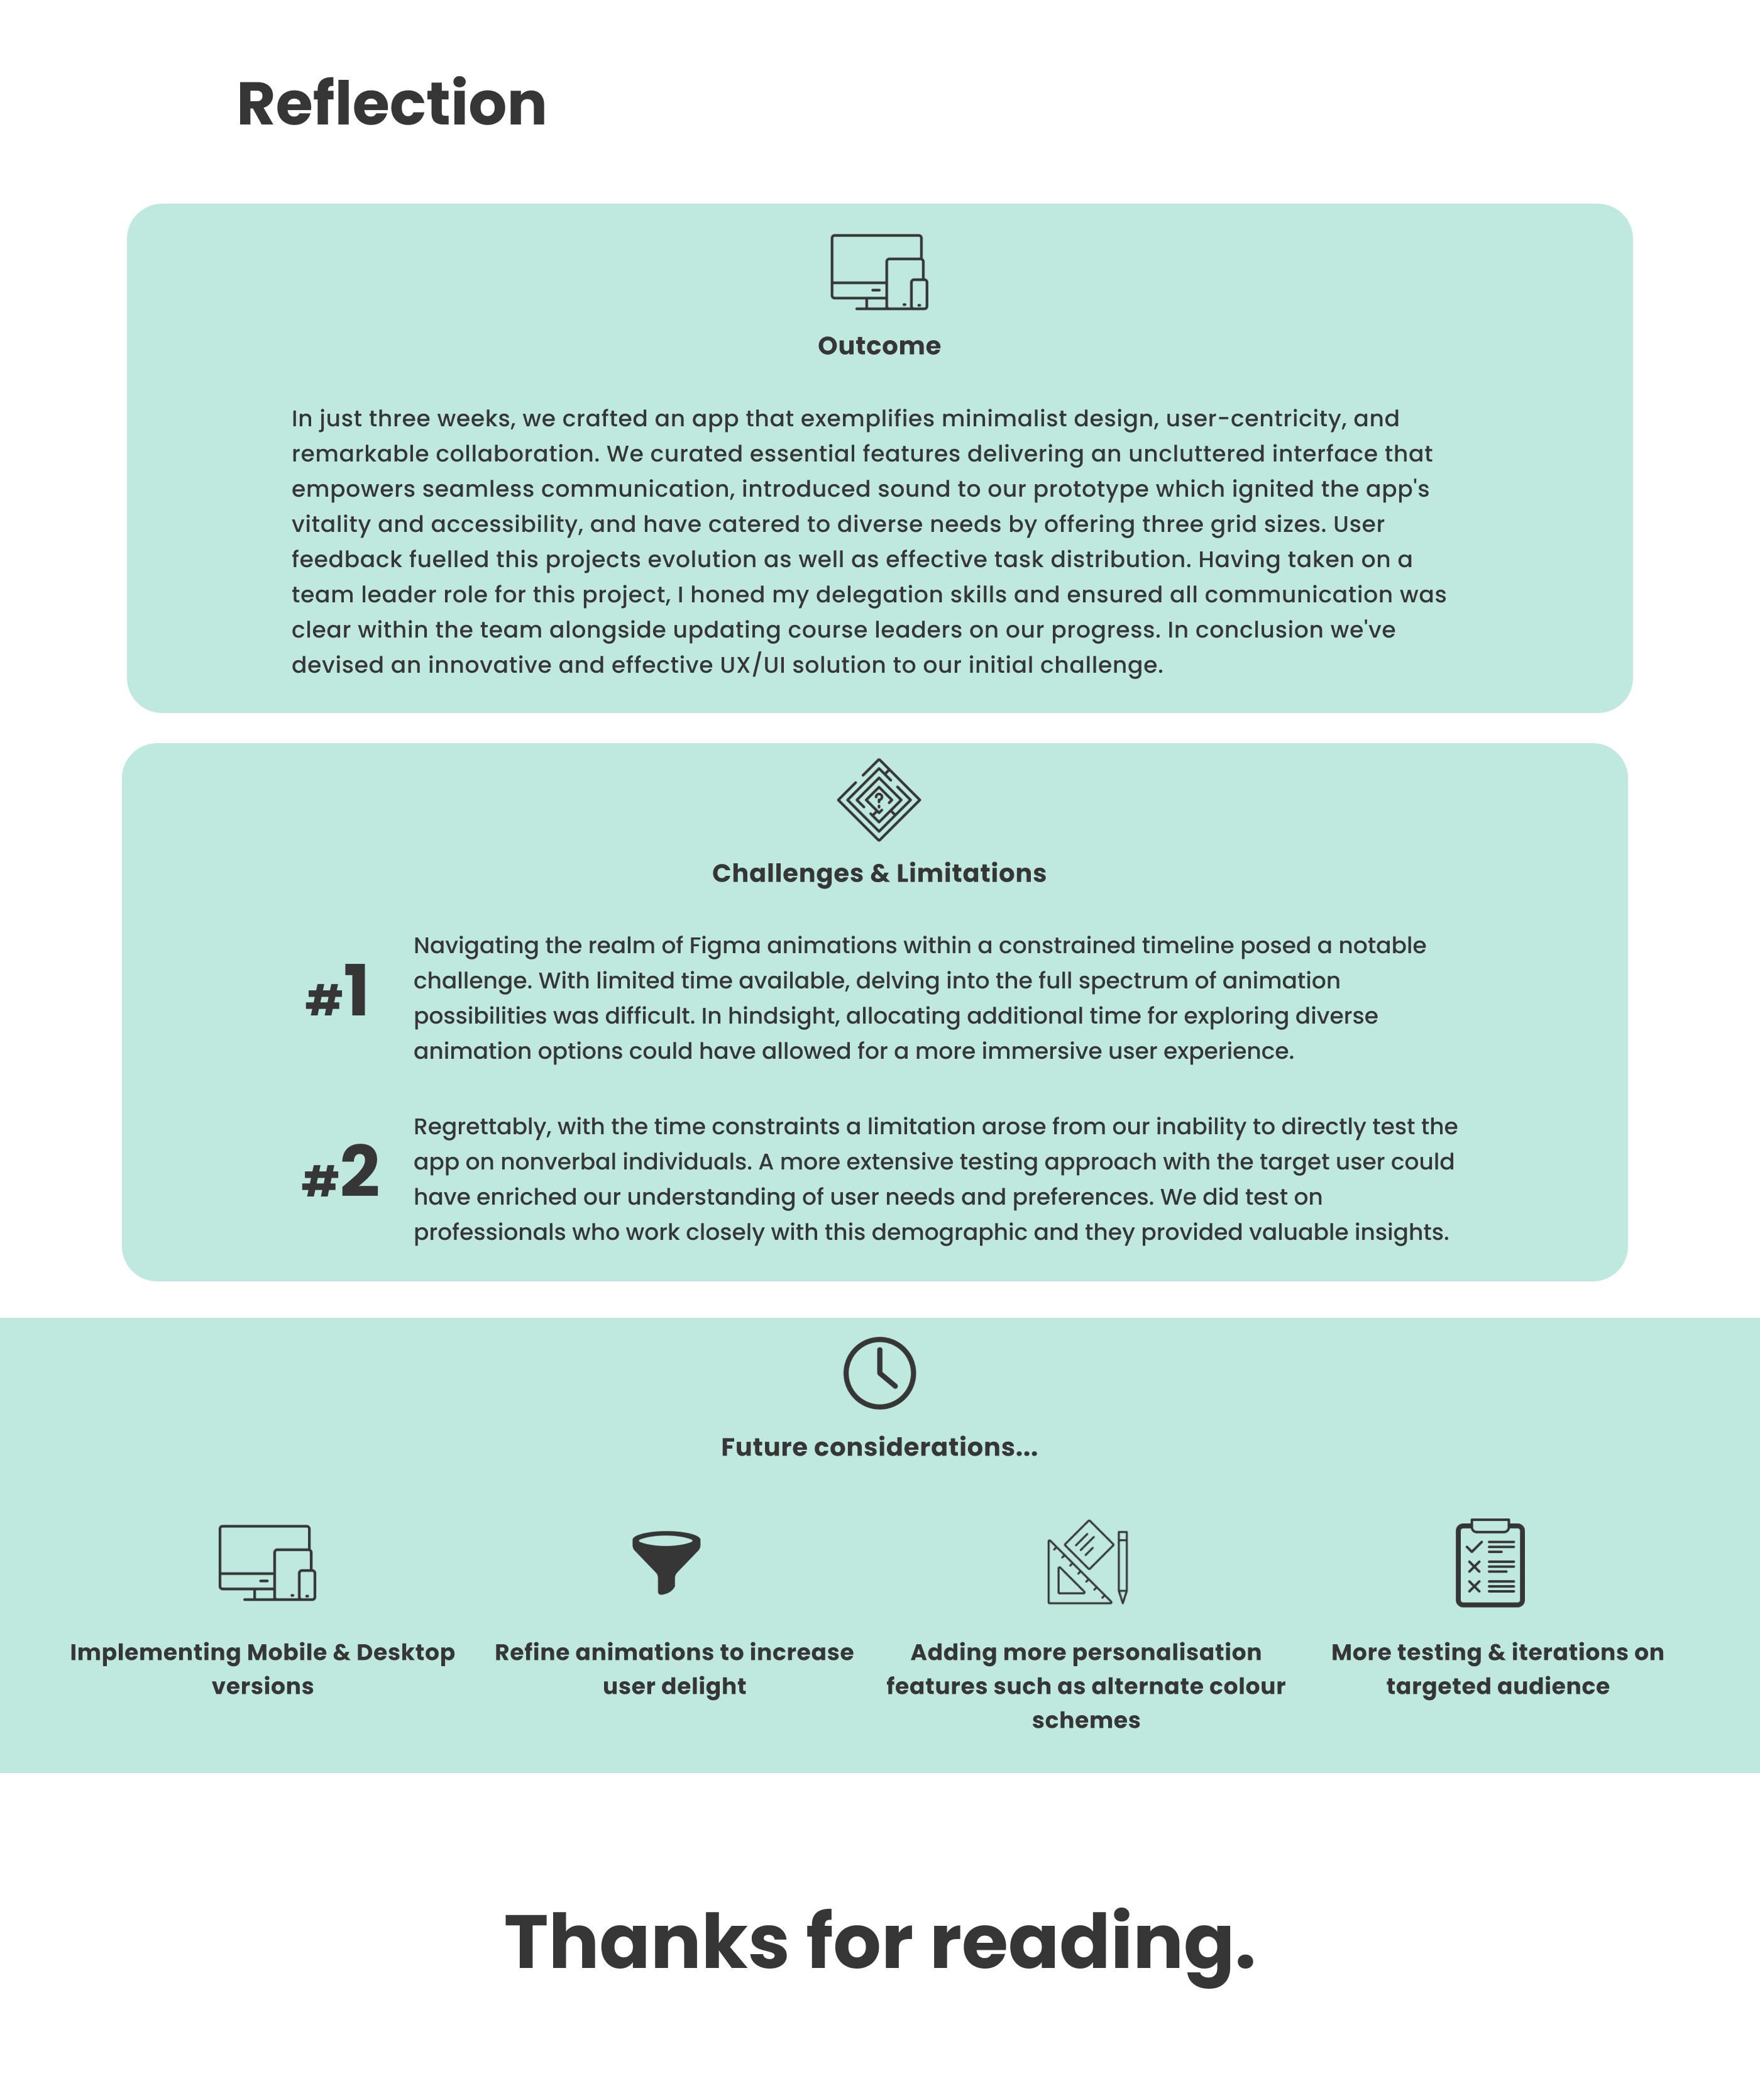 Reflection
Outcome
In just three weeks, we crafted an app that exemplifies minimalist design, user-centricity, and
remarkable collaboration. We curated essential features delivering an uncluttered interface that
empowers seamless communication, introduced sound to our prototype which ignited the app's
vitality and accessibility, and have catered to diverse needs by offering three grid sizes. User
feedback fuelled this projects evolution as well as effective task distribution. Having taken on a
team leader role for this project, I honed my delegation skills and ensured all communication was
clear within the team alongside updating course leaders on our progress. In conclusion we've
devised an innovative and effective UX/UI solution to our initial challenge.
?
Challenges & Limitations
#1
Navigating the realm of Figma animations within a constrained timeline posed a notable
challenge. With limited time available, delving into the full spectrum of animation
possibilities was difficult. In hindsight, allocating additional time for exploring diverse
animation options could have allowed for a more immersive user experience.
#2
Regrettably, with the time constraints a limitation arose from our inability to directly test the
app on nonverbal individuals. A more extensive testing approach with the target user could
have enriched our understanding of user needs and preferences. We did test on
professionals who work closely with this demographic and they provided valuable insights.
Future considerations...
Implementing Mobile & Desktop
versions
Refine animations to increase
user delight
Adding more personalisation
features such as alternate colour
schemes
More testing & iterations on
targeted audience
Thanks for reading.